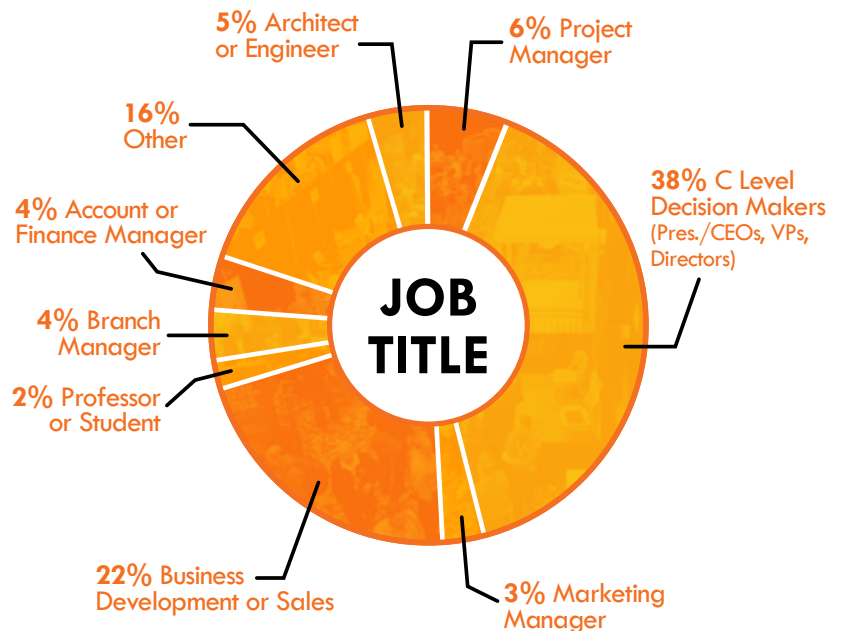 5% Architect
or Engineer
6% Project
Manager
16%
Other
38% C Level
Decision Makers
(Pres./CEOs, VPs,
Directors)
4% Account or
Finance Manager
JOB
TITLE
4% Branch
Manager
2% Professor
or Student
22% Business
Development or Sales
3% Marketing
Manager